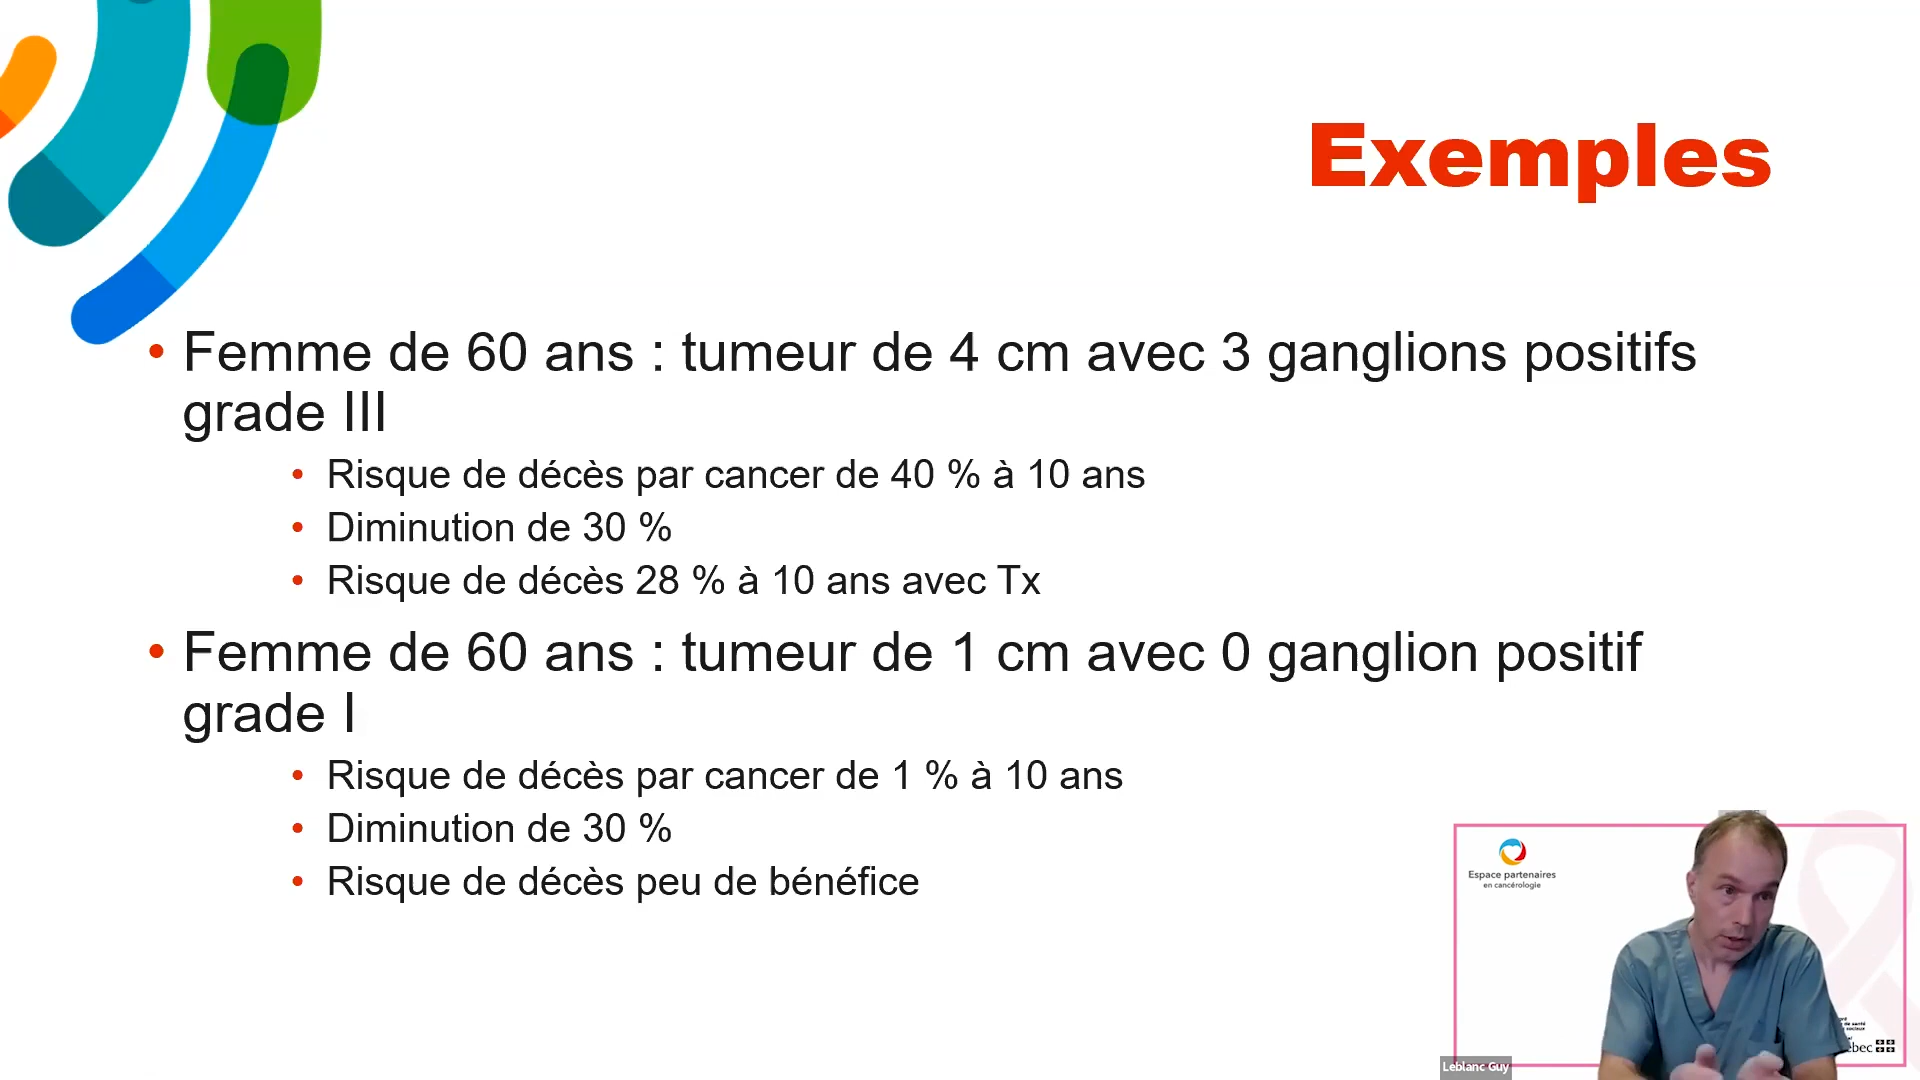 Exemples
• Femme de 60 ans : tumeur de 4 cm avec 3 ganglions positifs
grade III
• Risque de décès par cancer de 40 % à 10 ans
• Diminution de 30 %
• Risque de décès 28 % à 10 ans avec Tx
• Femme de 60 ans : tumeur de 1 cm avec 0 ganglion positif
grade I
• Risque de décès par cancer de 1 % à 10 ans
• Diminution de 30 %
• Risque de décès peu de bénéfice
Espace partenaires
en cancérologie
de santé
sociaux
Leblanc Guy